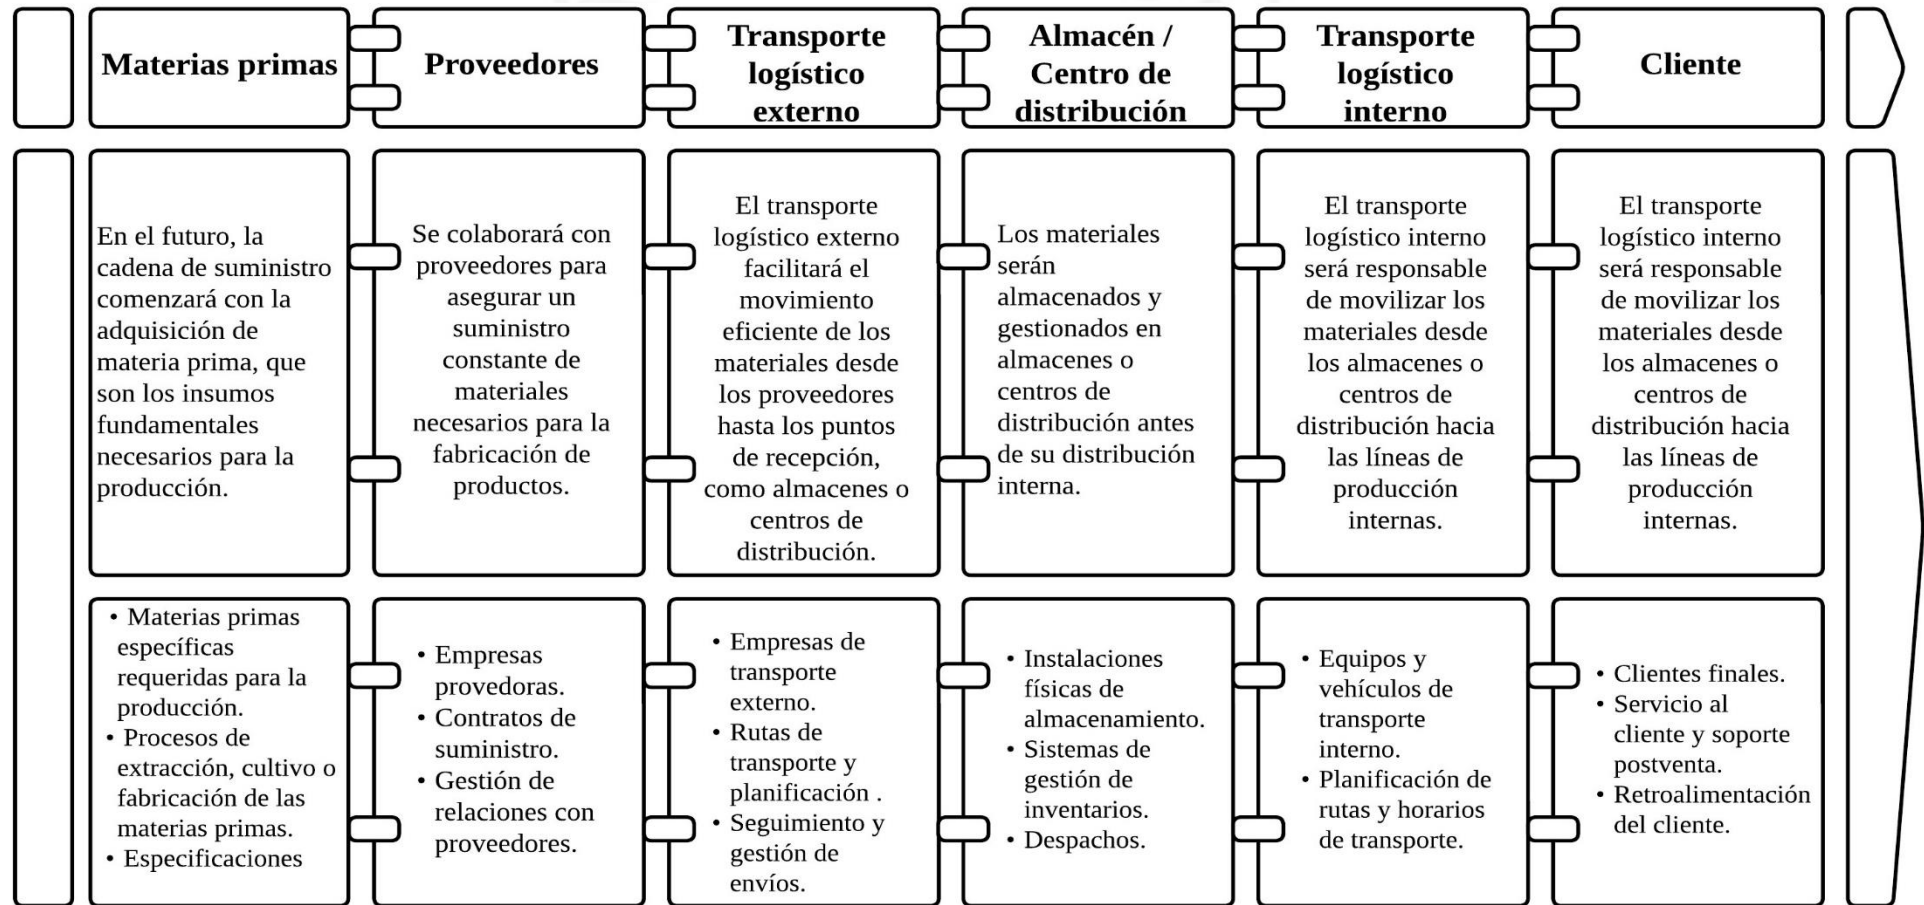 Materias primas
Proveedores
Transporte
logístico
externo
Almacén /
Centro de
distribución
Transporte
logístico
interno
Cliente
En el futuro, la
cadena de suministro
comenzará con la
adquisición de
materia prima, que
son los insumos
fundamentales
necesarios para la
producción.
Se colaborará con
proveedores para
asegurar un
suministro
constante de
materiales
necesarios para la
fabricación de
productos.
El transporte
logístico externo
facilitará el
movimiento
eficiente de los
materiales desde
los proveedores
hasta los puntos
de recepción,
como almacenes o
centros de
distribución.
Los materiales
serán
almacenados y
gestionados en
almacenes o
centros de
distribución antes
de su distribución
interna.
El transporte
logístico interno
será responsable
de movilizar los
materiales desde
los almacenes o
centros de
distribución hacia
las líneas de
producción
internas.
El transporte
logístico interno
será responsable
de movilizar los
materiales desde
los almacenes o
centros de
distribución hacia
las líneas de
producción
internas.
• Materias primas
específicas
requeridas para la
producción.
• Procesos de
extracción, cultivo o
fabricación de las
materias primas.
• Especificaciones
• Empresas
provedoras.
• Contratos de
suministro.
• Gestión de
relaciones con
proveedores.
• Empresas de
transporte
externo.
• Rutas de
transporte y
planificación .
• Seguimiento y
gestión de
envíos.
• Instalaciones
físicas de
almacenamiento.
• Sistemas de
gestión de
inventarios.
• Despachos.
• Equipos y
vehículos de
transporte
interno.
• Planificación de
rutas y horarios
de transporte.
• Clientes finales.
• Servicio al
cliente y soporte
postventa.
• Retroalimentación
del cliente.